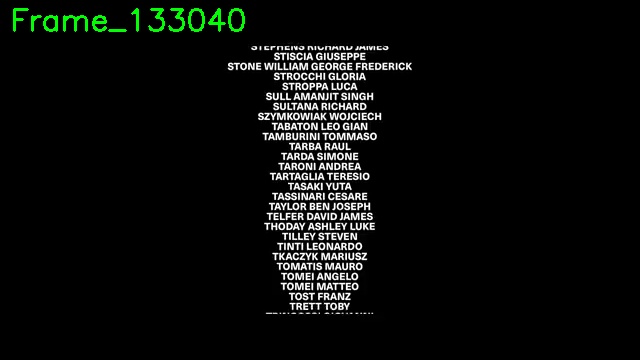 Frame_133040
STEPHENS RICHARD JAMES
STISCIA GIUSEPPE
STONE WILLIAM GEORGE FREDERICK
STROCCHI GLORIA
STROPPA LUCA
SULL AMANJIT SINGH
SULTANA RICHARD
SZYMKOWIAK WOJCIECH
TABATON LEO GIAN
TAMBURINI TOMMASO
TARBA RAUL
TARDA SIMONE
TARONI ANDREA
TARTAGLIA TERESIO
TASAKI YUTA
TASSINARI CESARE
TAYLOR BEN JOSEPH
TELFER DAVID JAMES
THODAY ASHLEY LUKE
TILLEY STEVEN
TINTI LEONARDO
TKACZYK MARIUSZ
TOMATIS MAURO
TOMEI ANGELO
TOMEI MATTEO
TOST FRANZ
TRETT TOBY